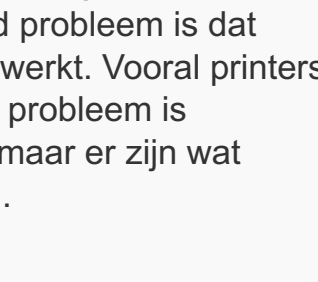 probleem is dat
werkt. Vooral printers
probleem is
maar er zijn wat
.